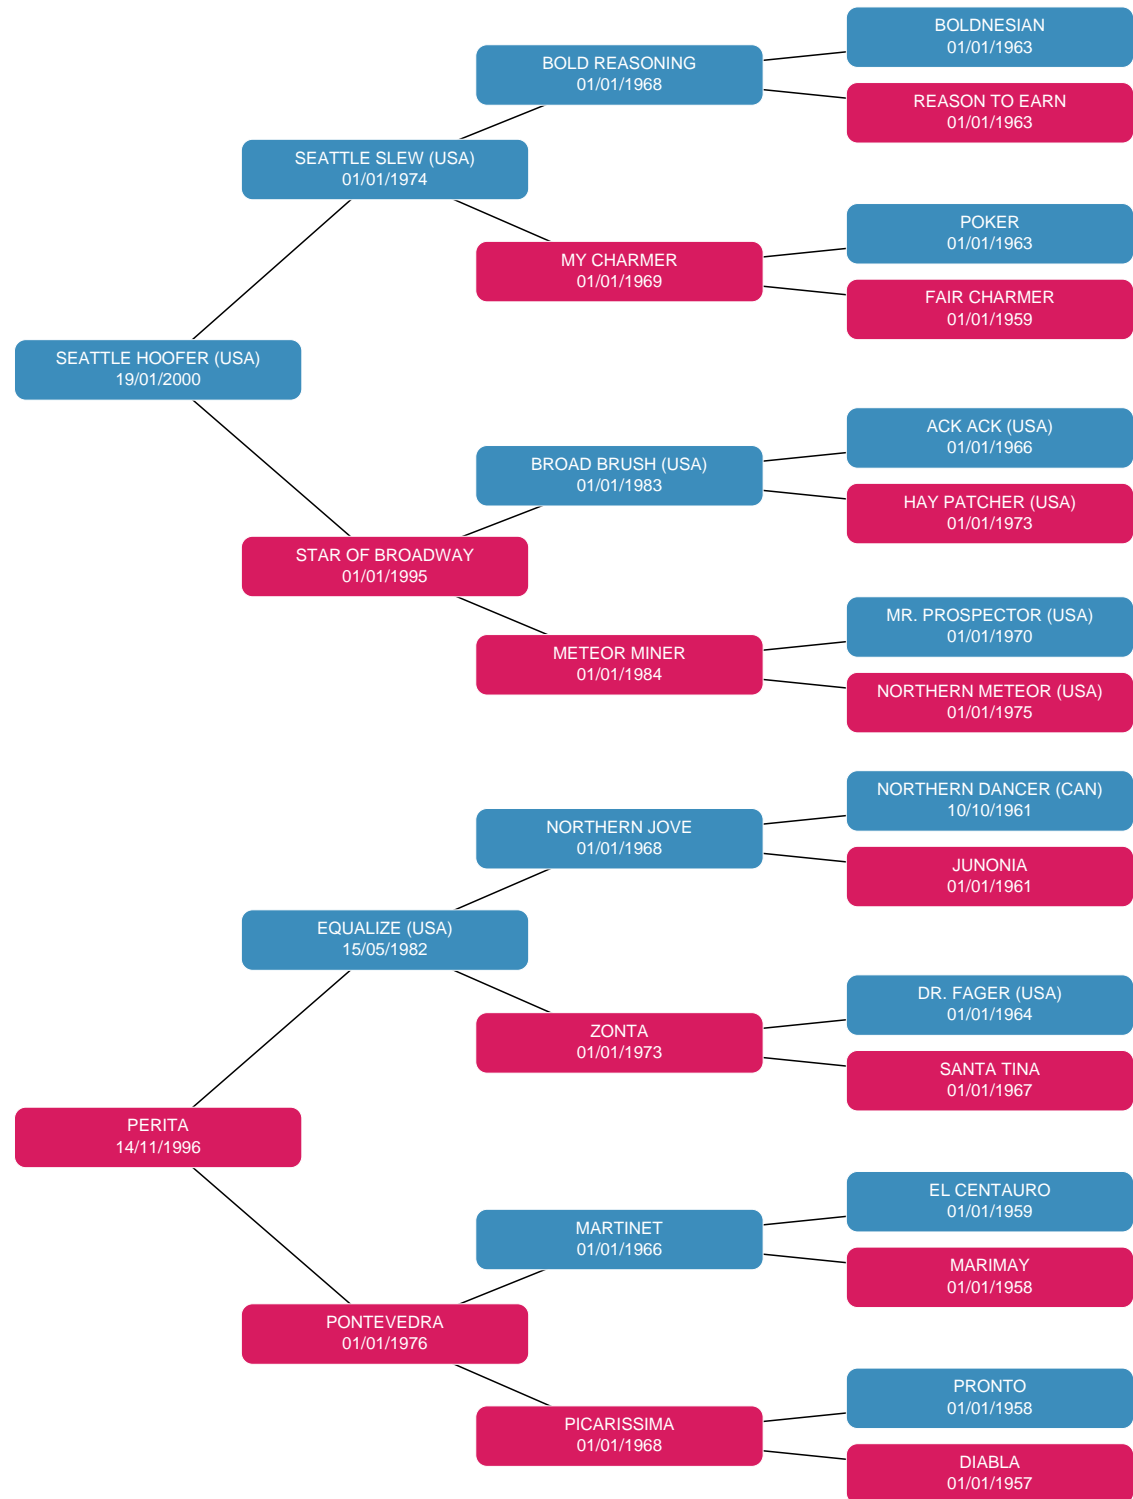 BOLDNESIAN
01/01/1963
BOLD REASONING
01/01/1968
REASON TO EARN
01/01/1963
SEATTLE SLEW (USA)
01/01/1974
POKER
01/01/1963
MY CHARMER
01/01/1969
FAIR CHARMER
01/01/1959
SEATTLE HOOFER (USA)
19/01/2000
ACK ACK (USA)
01/01/1966
BROAD BRUSH (USA)
01/01/1983
HAY PATCHER (USA)
01/01/1973
STAR OF BROADWAY
01/01/1995
MR. PROSPECTOR (USA)
01/01/1970
METEOR MINER
01/01/1984
NORTHERN METEOR (USA)
01/01/1975
NORTHERN DANCER (CAN)
10/10/1961
NORTHERN JOVE
01/01/1968
JUNONIA
01/01/1961
EQUALIZE (USA)
15/05/1982
DR. FAGER (USA)
01/01/1964
ZONTA
01/01/1973
SANTA TINA
01/01/1967
PERITA
14/11/1996
EL CENTAURO
01/01/1959
MARTINET
01/01/1966
MARIMAY
01/01/1958
PONTEVEDRA
01/01/1976
PRONTO
01/01/1958
PICARISSIMA
01/01/1968
DIABLA
01/01/1957